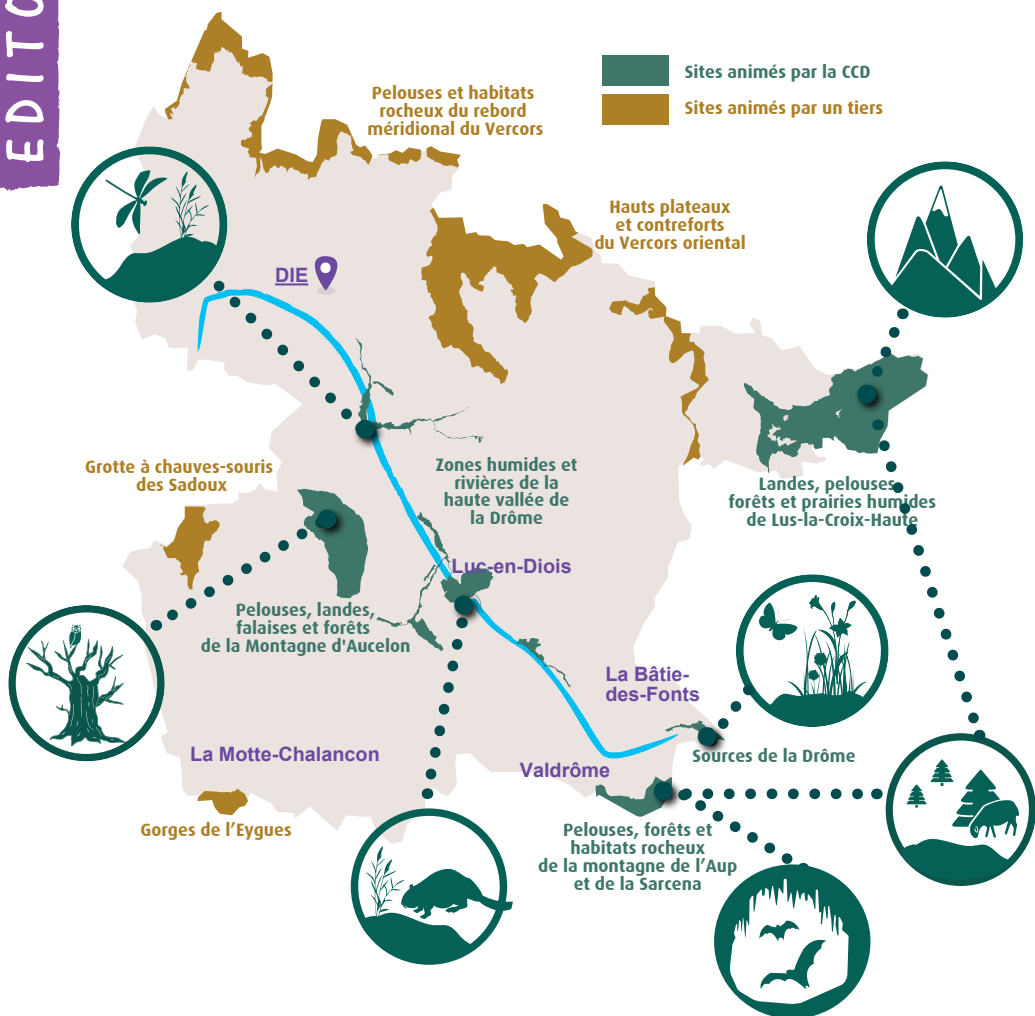 EDITO
Sites animés par la CCD
Sites animés par un tiers
Pelouses et habitats
rocheux du rebord
méridional du Vercors
Hauts plateaux
et contreforts
du Vercors oriental
DIE
Grotte à chauves-souris
des Sadoux
Zones humides et
rivières de la
haute vallée de
la Drôme
Landes, pelouses,
forêts et prairies humides
de Lus-la-Croix-Haute
Luc-en-Diois
Pelouses, landes,
falaises et forêts
de la Montagne d'Aucelon
La Bâtie-
des-Fonts
La Motte-Chalancon
Valdrôme
Sources de la Drôme
Gorges de l’Eygues
Pelouses, forêts et
habitats rocheux
de la montagne de l’Aup
et de la Sarcena